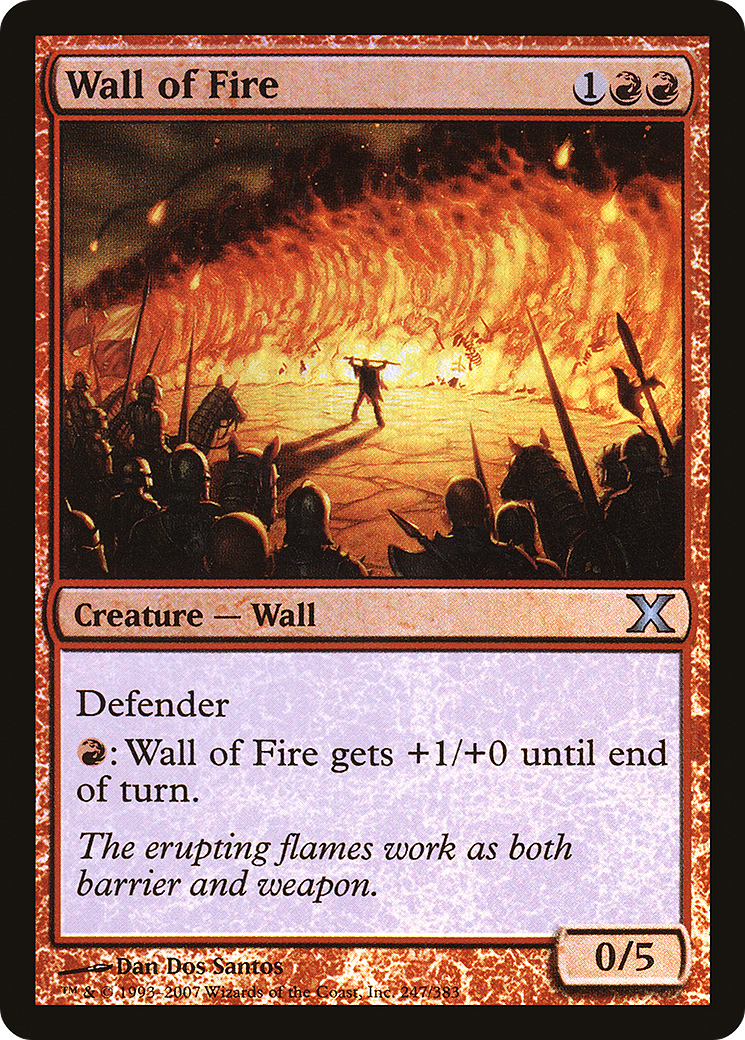 Wall of Fire
1
Creature — Wall
X
Defender
: Wall of Fire gets +1/+0 until end
of turn.
The erupting flames work as both
barrier and weapon.
0/5
Dan Dos Santos
™ & © 1993–2007 Wizards of the Coast, Inc. 247/383